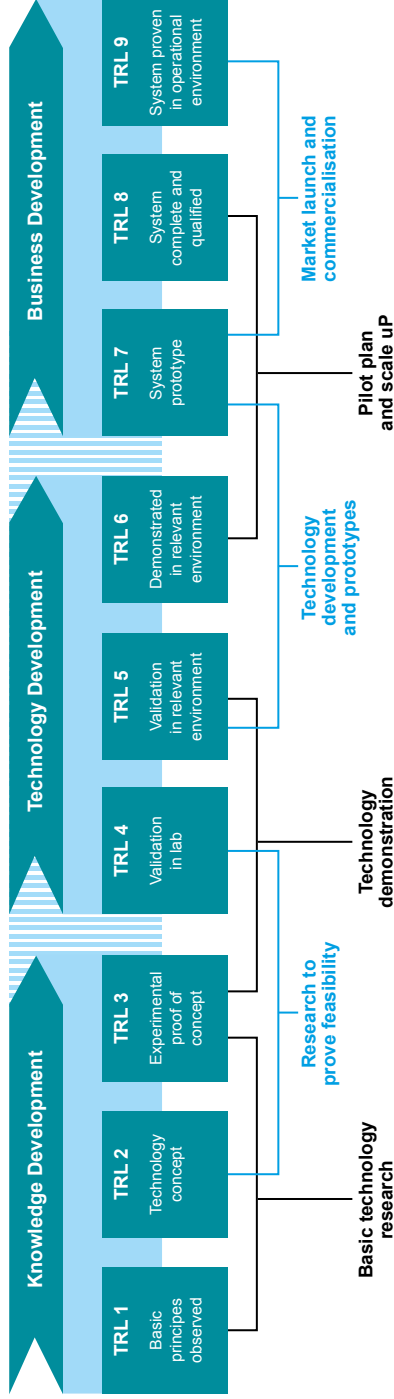 Knowledge Development
Technology Development
Business Development
TRL 1
Basic
principes
observed
TRL 2
Technology
concept
TRL 3
Experimental
proof of
concept
TRL 4
Validation
in lab
TRL 5
Validation
in relevant
environment
TRL 6
Demonstrated
in relevant
environment
TRL 7
System
prototype
TRL 8
System
complete and
qualified
TRL 9
System proven
in operational
environment
Research to
prove feasibility
Technology
development
and prototypes
Market launch and
commercialisation
Basic technology
research
Technology
demonstration
Pilot plan
and scale uP